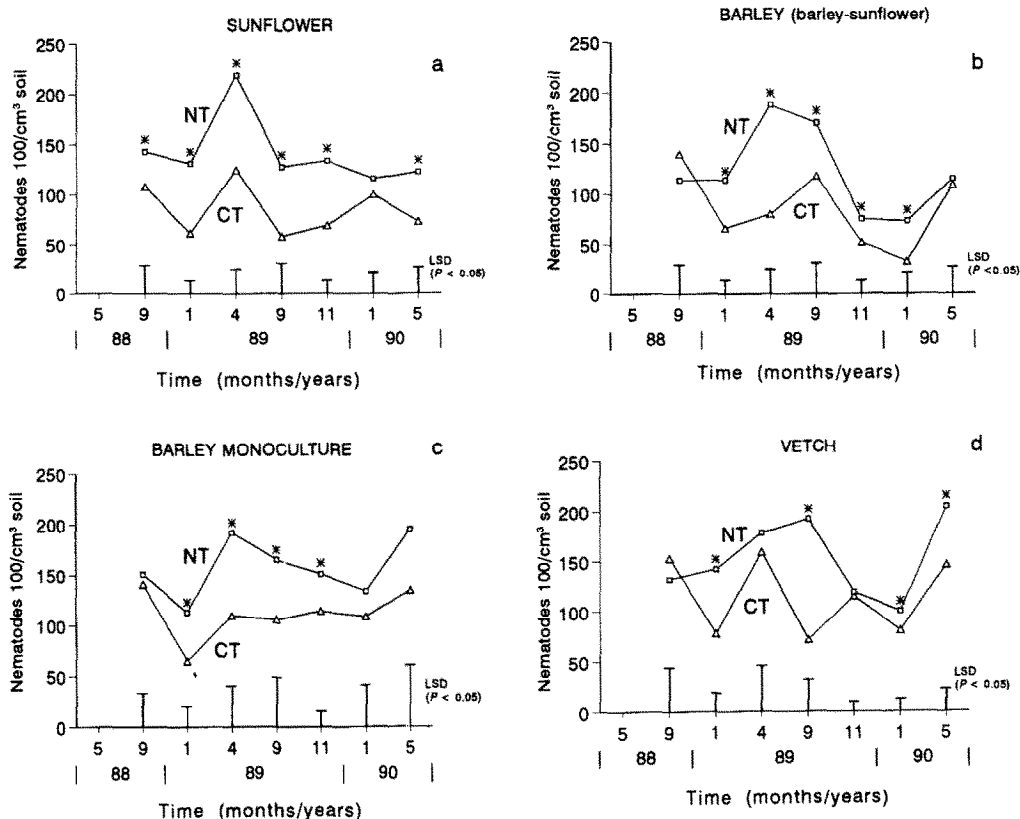 SUNFLOWER
a
Nematodes 100/cm³ soil
250
200
150
100
50
0
* * * * * *
NT
CT
LSD
(P < 0.05)
5 9 1 4 9 11 1 5
| 88 | 89 | 90 |
Time (months/years)
BARLEY (barley-sunflower)
b
Nematodes 100/cm³ soil
250
200
150
100
50
0
* * * * *
NT
CT
LSD
(P <0.05)
5 9 1 4 9 11 1 5
| 88 | 89 | 90 |
Time (months/years)
BARLEY MONOCULTURE
c
Nematodes 100/cm³ soil
250
200
150
100
50
0
* * * *
NT
CT
LSD
(P < 0.05)
5 9 1 4 9 11 1 5
| 88 | 89 | 90 |
Time (months/years)
VETCH
d
Nematodes 100/cm³ soil
250
200
150
100
50
0
* * * *
NT
CT
LSD
(P < 0.05)
5 9 1 4 9 11 1 5
| 88 | 89 | 90 |
Time (months/years)